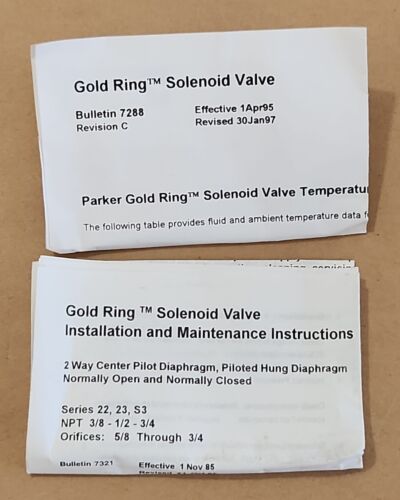 Gold Ring™ Solenoid Valve
Bulletin 7288 Effective 1Apr95
Revision C Revised 30Jan97
Parker Gold Ring™ Solenoid Valve
The following table provides fluid and ambient temperature data
Gold Ring ™ Solenoid Valve
Installation and Maintenance Instructions
2 Way Center Pilot Diaphragm, Piloted Hung Diaphragm
Normally Open and Normally Closed
Series 22, 23, S3
NPT 3/8 - 1/2 - 3/4
Orifices: 5/8 Through 3/4
Bulletin 7321 Effective 1 Nov 85